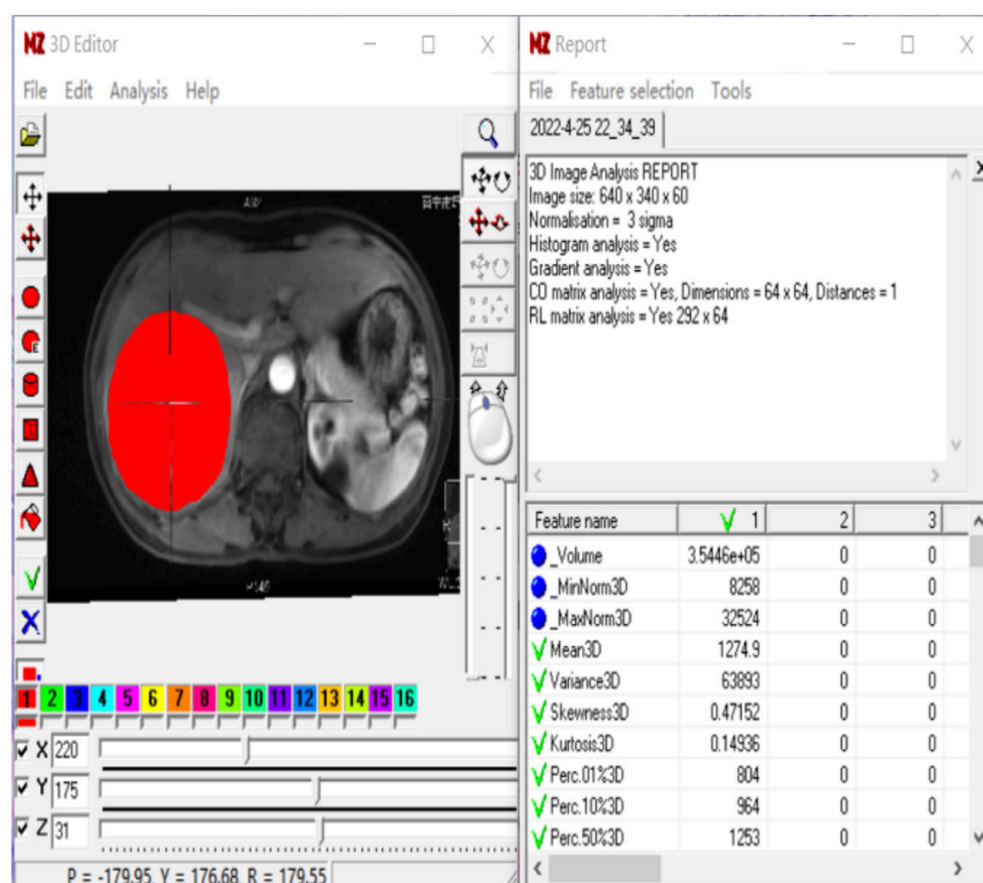 MZ 3D Editor
File Edit Analysis Help
1 2 3 4 5 6 7 8 9 10 11 12 13 14 15 16
X 220
Y 175
Z 31
P = -179.95, Y = 176.68, R = 179.55
MZ Report
File Feature selection Tools
2022-4-25 22_34_39
3D Image Analysis REPORT
Image size: 640 x 340 x 60
Normalisation = 3 sigma
Histogram analysis = Yes
Gradient analysis = Yes
CO matrix analysis = Yes, Dimensions = 64 x 64, Distances = 1
RL matrix analysis = Yes 292 x 64
Feature name 1 2 3
_Volume 3.5446e+05 0 0
_MinNorm3D 8258 0 0
_MaxNorm3D 32524 0 0
Mean3D 1274.9 0 0
Variance3D 63893 0 0
Skewness3D 0.47152 0 0
Kurtosis3D 0.14936 0 0
Perc.01%3D 804 0 0
Perc.10%3D 964 0 0
Perc.50%3D 1253 0 0